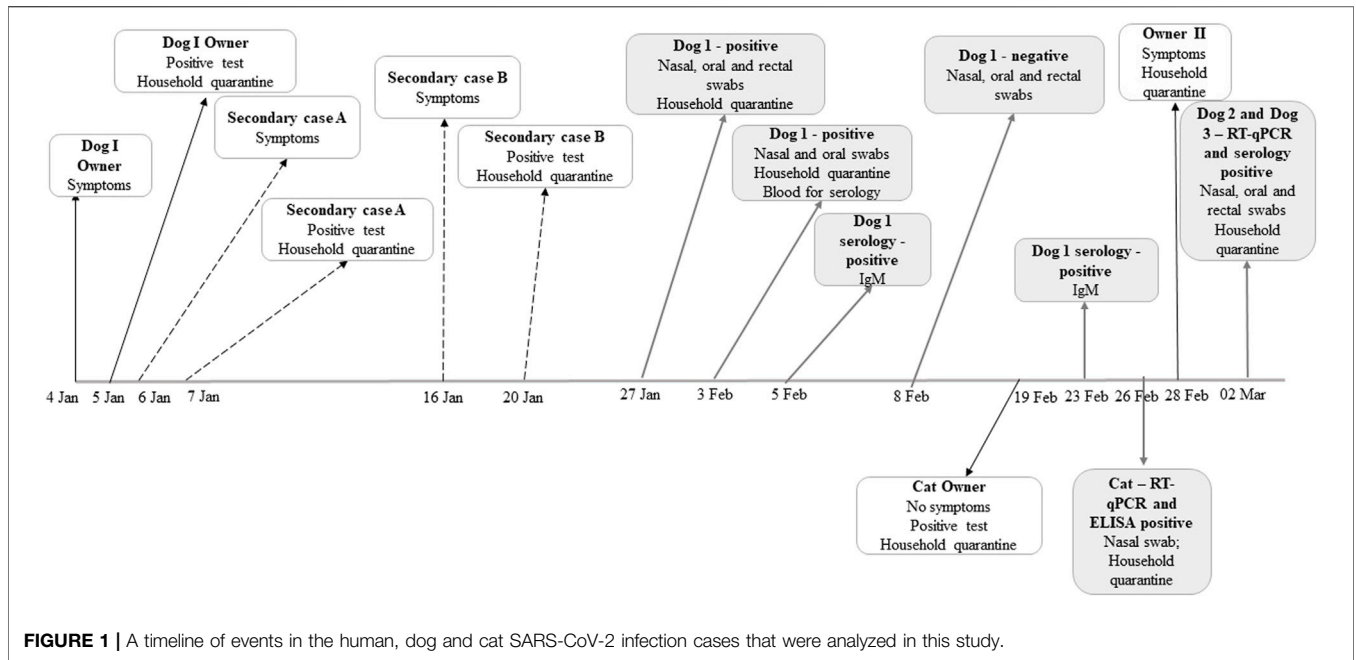 Dog I Owner
Positive test
Household quarantine
Secondary case A
Symptoms
Dog I
Owner
Symptoms
Secondary case A
Positive test
Household quarantine
Secondary case B
Symptoms
Secondary case B
Positive test
Household quarantine
Dog 1 - positive
Nasal, oral and rectal
swabs
Household quarantine
Dog 1 - positive
Nasal and oral swabs
Household quarantine
Blood for serology
Dog 1
serology -
positive
IgM
Dog 1 - negative
Nasal, oral and rectal
swabs
Dog 1 serology -
positive
IgM
Owner II
Symptoms
Household
quarantine
Dog 2 and Dog
3 – RT-qPCR
and serology
positive
Nasal, oral and
rectal swabs
Household
quarantine
4 Jan
5 Jan
6 Jan
7 Jan
16 Jan
20 Jan
27 Jan
3 Feb
5 Feb
8 Feb
19 Feb
23 Feb
26 Feb
28 Feb
02 Mar
Cat Owner
No symptoms
Positive test
Household quarantine
Cat – RT-
qPCR and
ELISA positive
Nasal swab;
Household
quarantine
FIGURE 1 | A timeline of events in the human, dog and cat SARS-CoV-2 infection cases that were analyzed in this study.